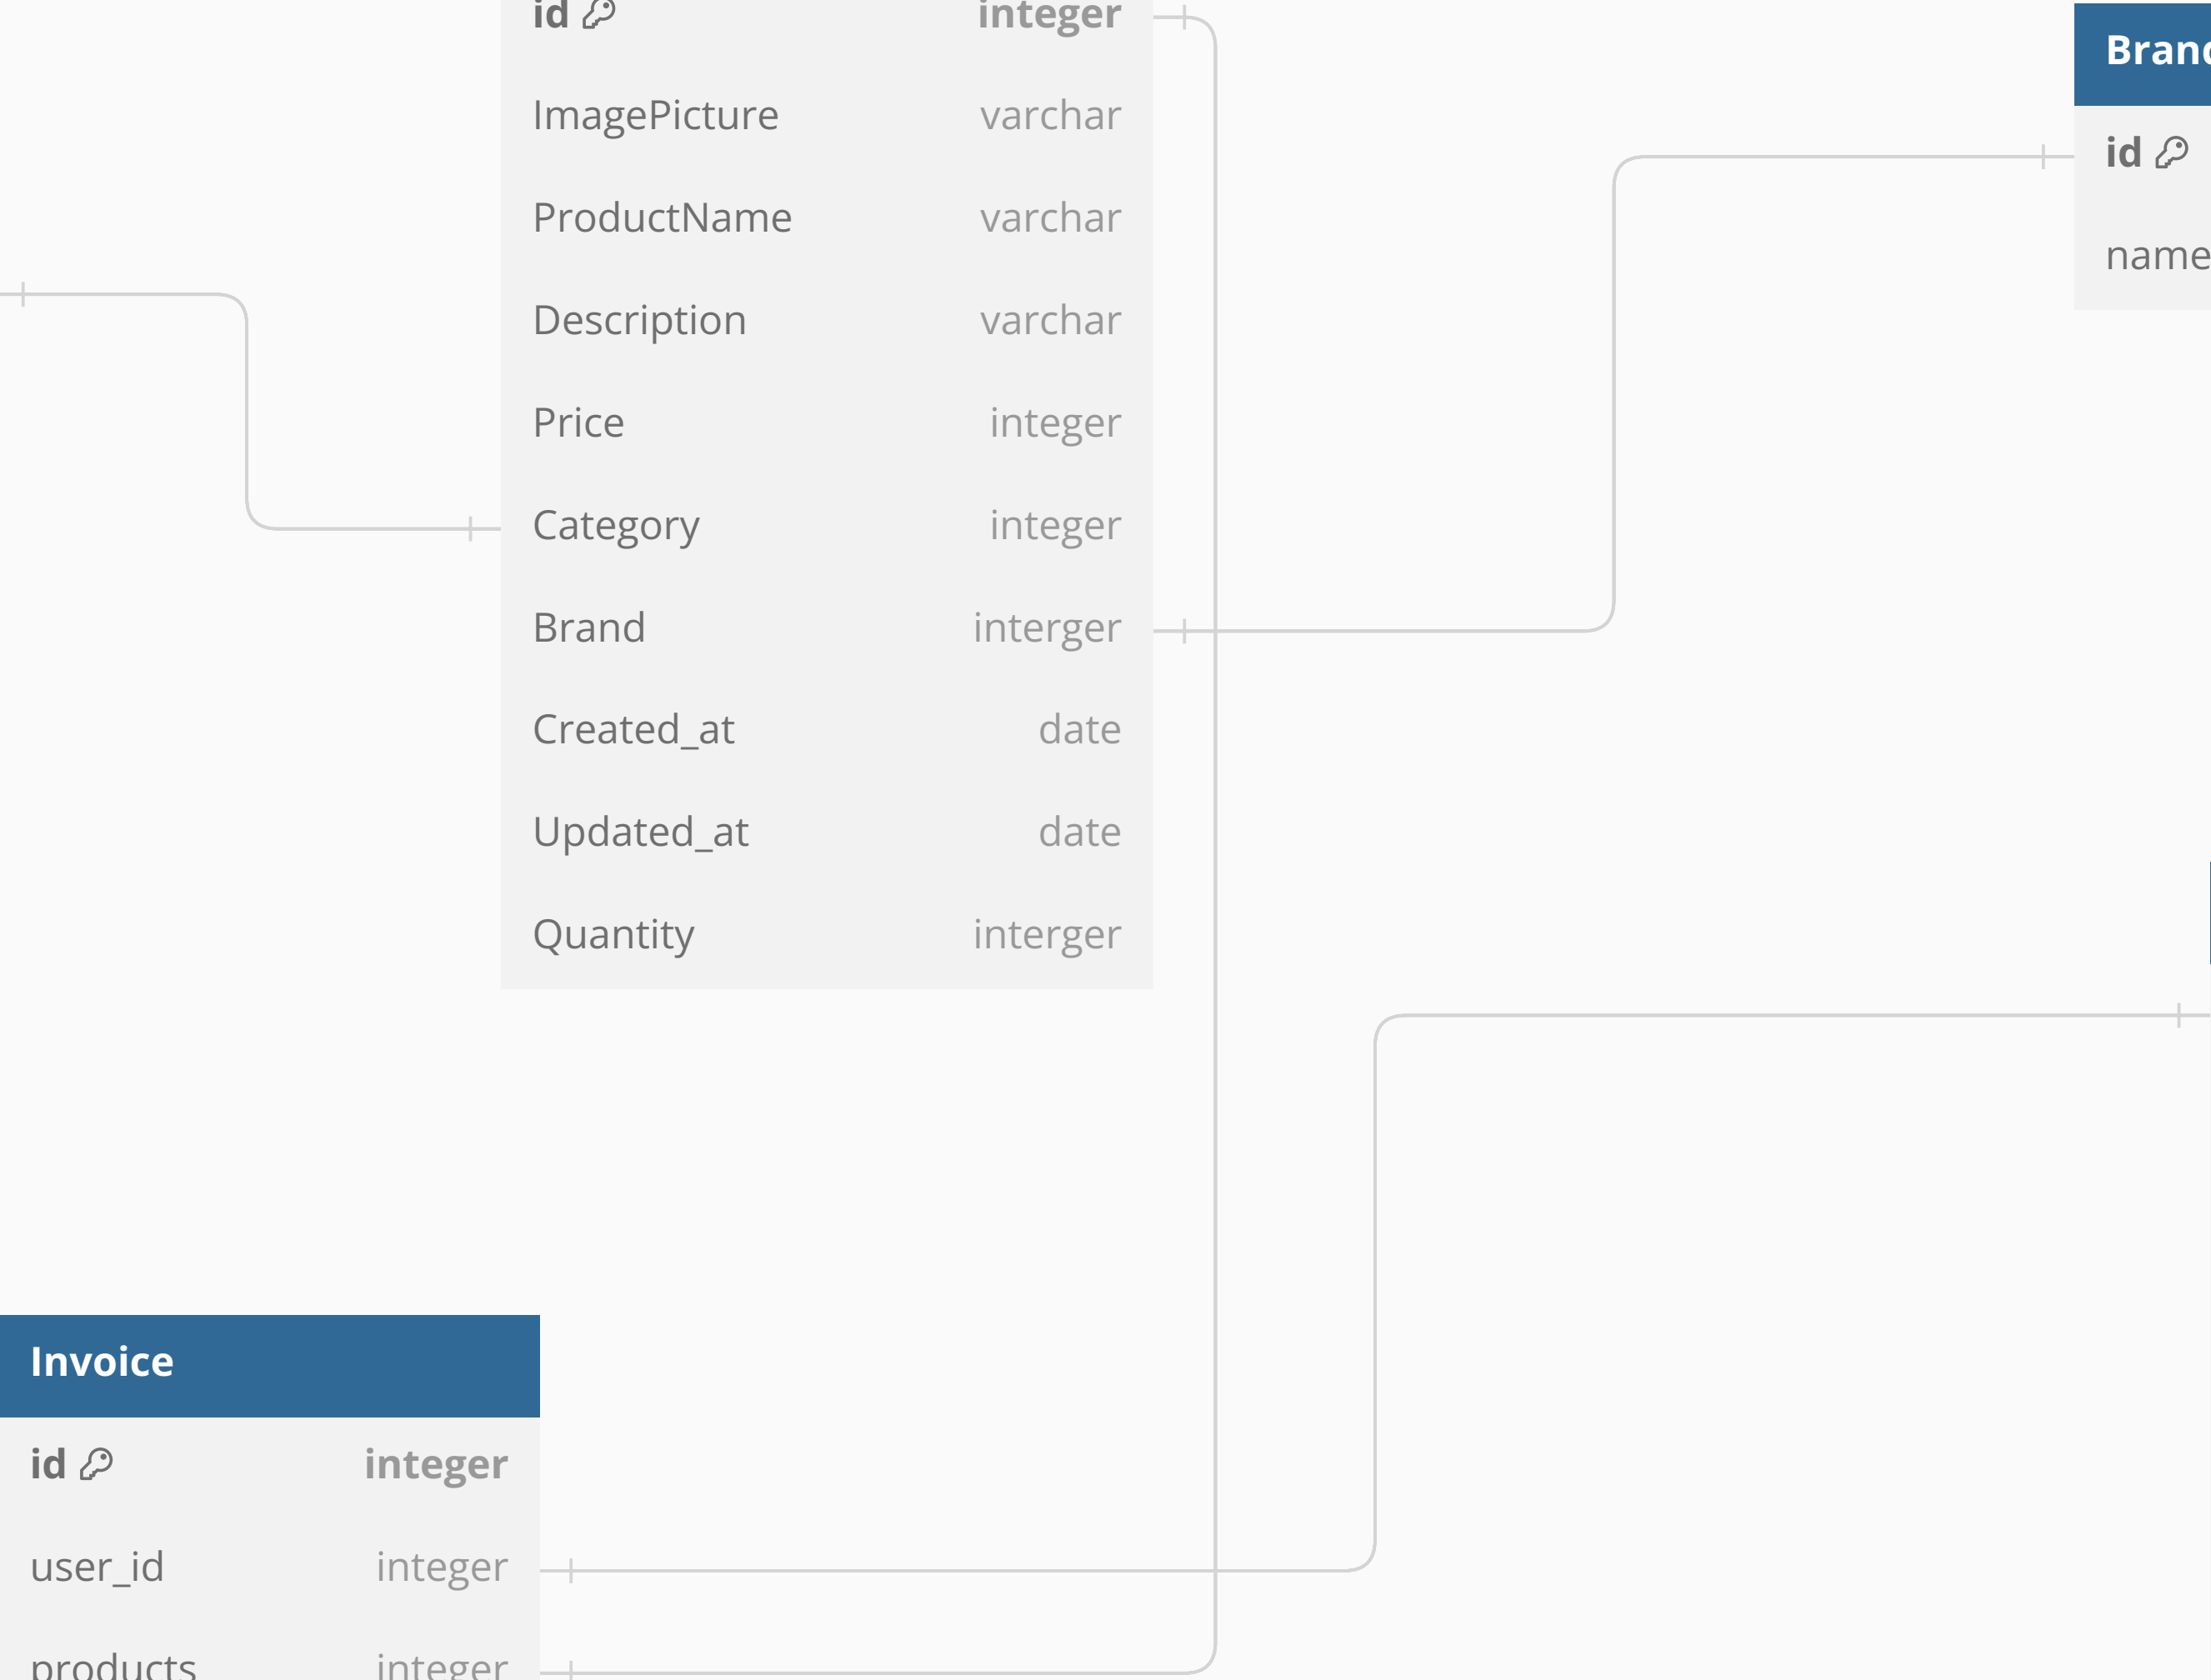 id integer
ImagePicture varchar
ProductName varchar
Description varchar
Price integer
Category integer
Brand interger
Created_at date
Updated_at date
Quantity interger
id
name
Invoice
id integer
user_id integer
products integer